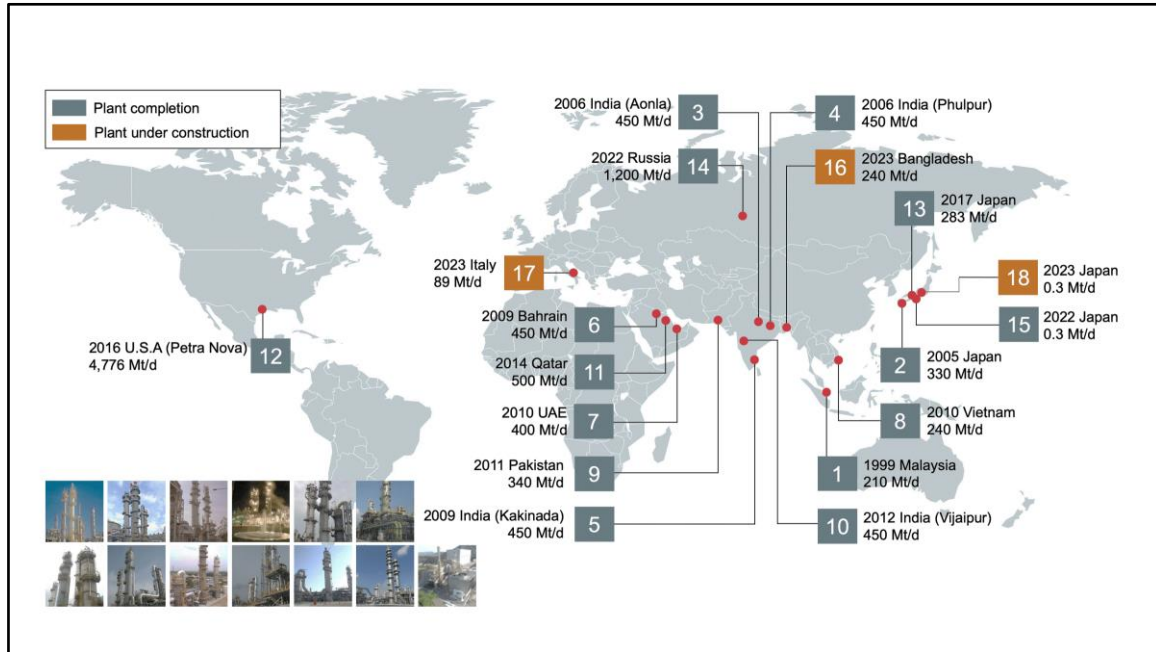 Plant completion
Plant under construction
2006 India (Aonla)
450 Mt/d
3
4
2006 India (Phulpur)
450 Mt/d
2022 Russia
1,200 Mt/d
14
16
2023 Bangladesh
240 Mt/d
13
2017 Japan
283 Mt/d
2023 Italy
89 Mt/d
17
18
2023 Japan
0.3 Mt/d
2009 Bahrain
450 Mt/d
6
15
2022 Japan
0.3 Mt/d
2016 U.S.A (Petra Nova)
4,776 Mt/d
12
2014 Qatar
500 Mt/d
11
2
2005 Japan
330 Mt/d
2010 UAE
400 Mt/d
7
8
2010 Vietnam
240 Mt/d
2011 Pakistan
340 Mt/d
9
1
1999 Malaysia
210 Mt/d
2009 India (Kakinada)
450 Mt/d
5
10
2012 India (Vijaipur)
450 Mt/d